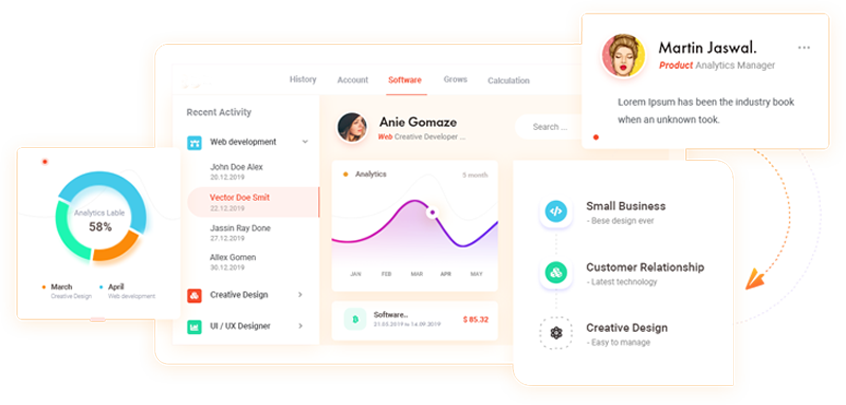 Martin Jaswal.
Product Analytics Manager
Lorem Ipsum has been the industry book
when an unknown took.
History Account Software Grows Calculation
Recent Activity
Web development
John Doe Alex
20.12.2019
Vector Doe Smit
22.12.2019
Jassin Ray Done
27.12.2019
Allex Gomen
30.12.2019
Creative Design
UI / UX Designer
Anie Gomaze
Web Creative Developer ...
Search ...
Analytics
5 month
JAN FEB MAR APR MAY
Software..
21.05.2019 to 14.09.2019
$ 85.32
Analytics Lable
58%
March
Creative Design
April
Web development
Small Business
- Bese design ever
Customer Relationship
- Latest technology
Creative Design
- Easy to manage